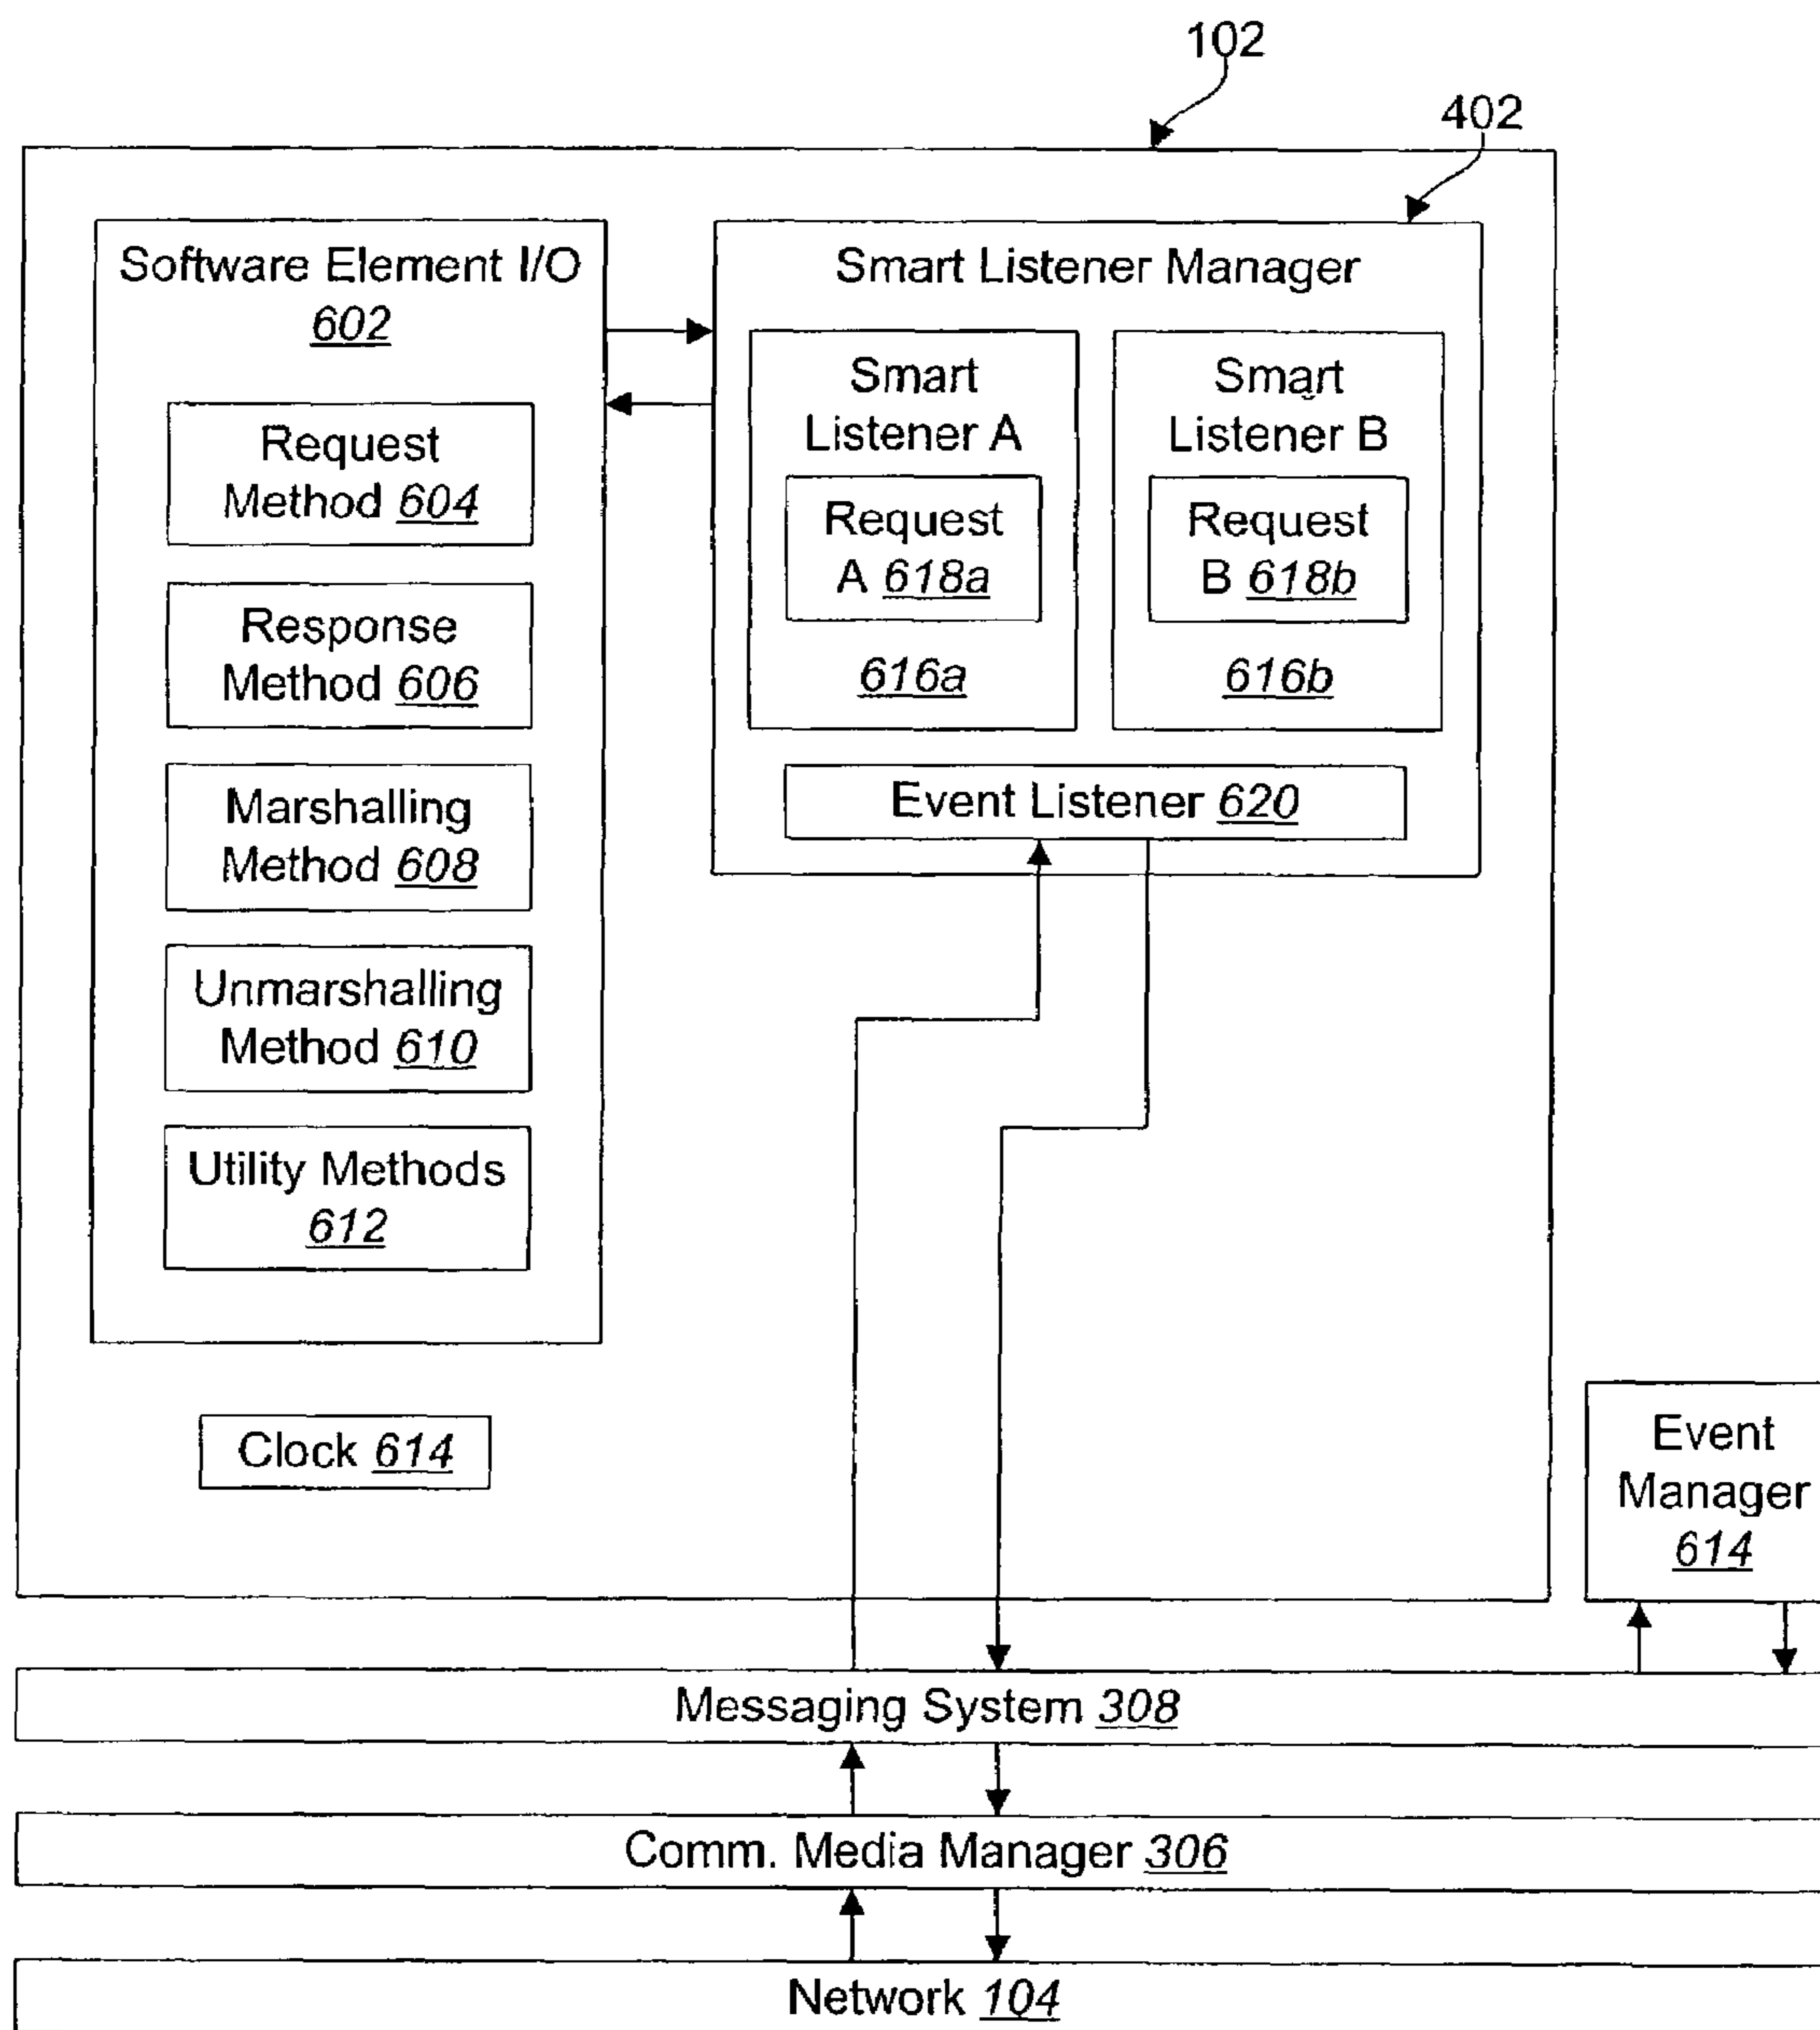 102
402
Software Element I/O
602
Request
Method 604
Response
Method 606
Marshalling
Method 608
Unmarshalling
Method 610
Utility Methods
612
Clock 614
Smart Listener Manager
Smart
Listener A
Request
A 618a
616a
Smart
Listener B
Request
B 618b
616b
Event Listener 620
Event
Manager
614
Messaging System 308
Comm. Media Manager 306
Network 104